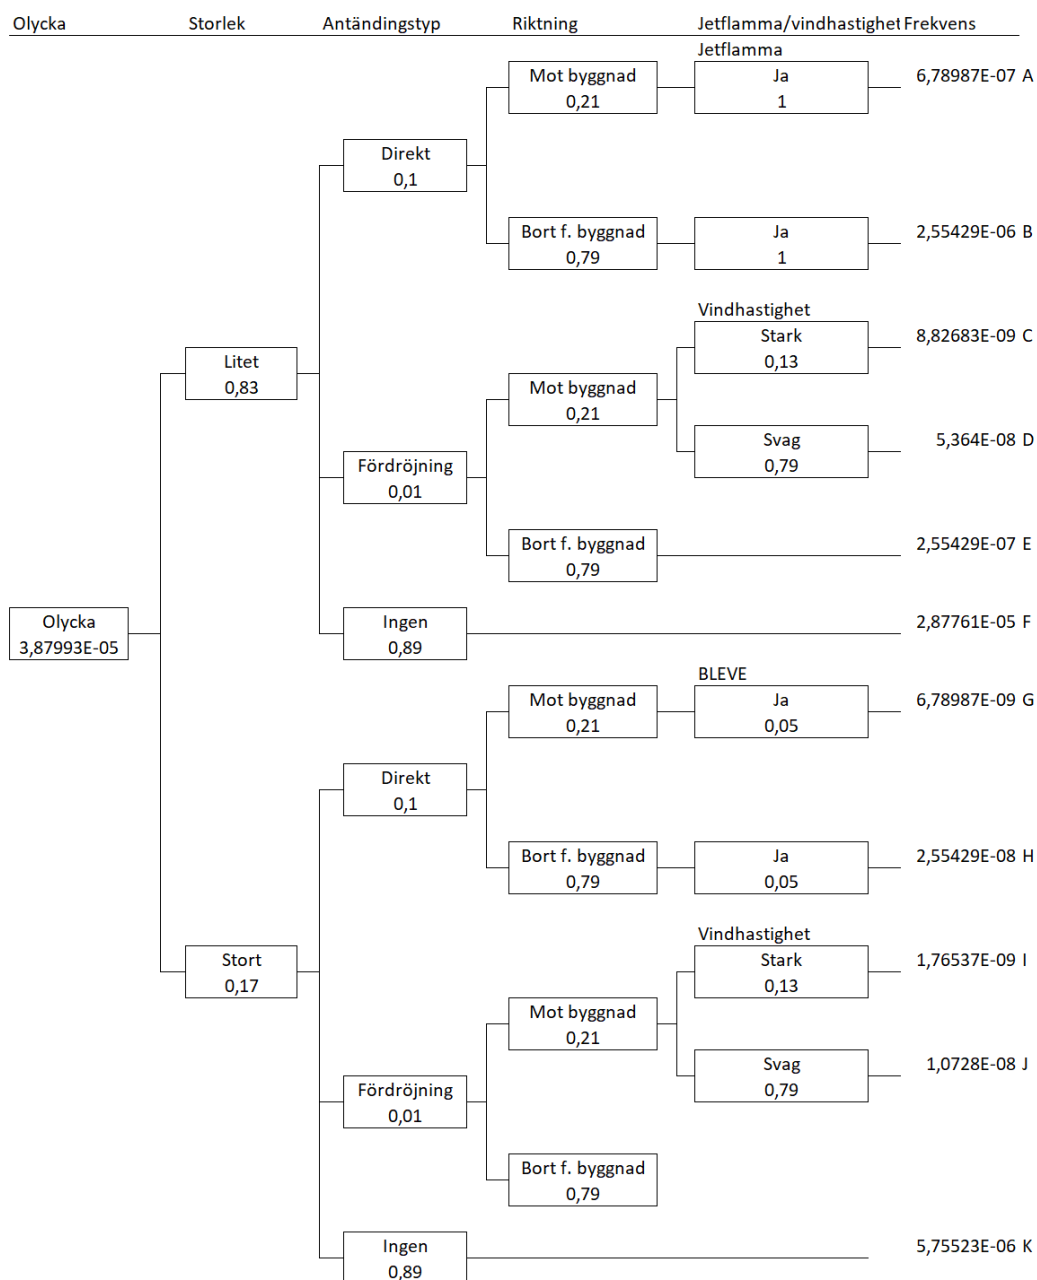 Olycka Storlek Antändingstyp Riktning Jetflamma/vindhastighet Frekvens
Jetflamma
Mot byggnad
0,21
Ja
1
6,78987E-07 A
Direkt
0,1
Bort f. byggnad
0,79
Ja
1
2,55429E-06 B
Vindhastighet
Stark
0,13
8,82683E-09 C
Litet
0,83
Mot byggnad
0,21
Svag
0,79
5,364E-08 D
Fördröjning
0,01
Bort f. byggnad
0,79
2,55429E-07 E
Olycka
3,87993E-05
Ingen
0,89
2,87761E-05 F
BLEVE
Mot byggnad
0,21
Ja
0,05
6,78987E-09 G
Direkt
0,1
Bort f. byggnad
0,79
Ja
0,05
2,55429E-08 H
Vindhastighet
Stort
0,17
Stark
0,13
1,76537E-09 I
Mot byggnad
0,21
Svag
0,79
1,0728E-08 J
Fördröjning
0,01
Bort f. byggnad
0,79
Ingen
0,89
5,75523E-06 K